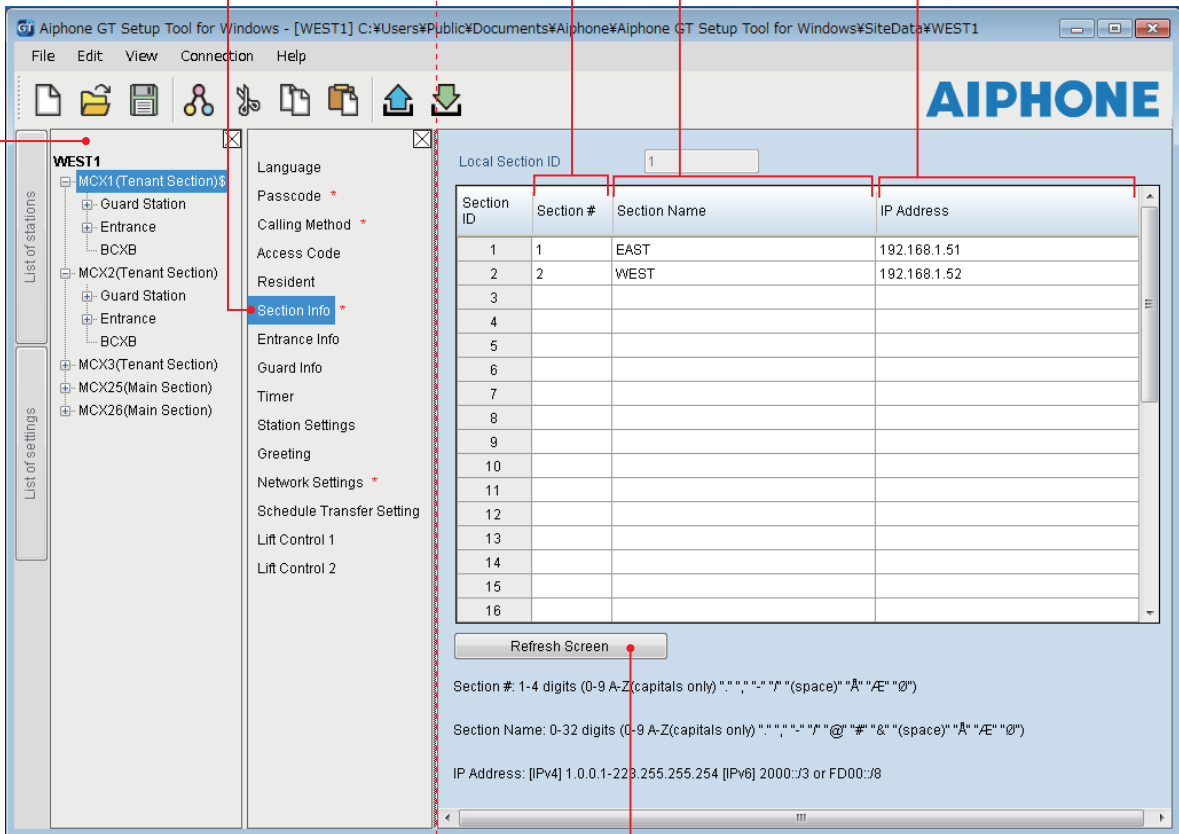 GT Aiphone GT Setup Tool for Windows - [WEST1] C:¥Users¥Public¥Documents¥Aiphone¥Aiphone GT Setup Tool for Windows¥SiteData¥WEST1
File Edit View Connection Help
AIPHONE
List of stations
List of settings
WEST1
MCX1(Tenant Section)$
Guard Station
Entrance
BCXB
MCX2(Tenant Section)
Guard Station
Entrance
BCXB
MCX3(Tenant Section)
MCX25(Main Section)
MCX26(Main Section)
Language
Passcode *
Calling Method *
Access Code
Resident
Section Info *
Entrance Info
Guard Info
Timer
Station Settings
Greeting
Network Settings *
Schedule Transfer Setting
Lift Control 1
Lift Control 2
Local Section ID 1
Section ID Section # Section Name IP Address
1 1 EAST 192.168.1.51
2 2 WEST 192.168.1.52
3
4
5
6
7
8
9
10
11
12
13
14
15
16
Refresh Screen
Section #: 1-4 digits (0-9 A-Z(capitals only) "." "," "-" "/" "(space)" "Å" "Æ" "Ø")
Section Name: 0-32 digits (0-9 A-Z(capitals only) "." "," "-" "/" "@" "#" "&" "(space)" "Å" "Æ" "Ø")
IP Address: [IPv4] 1.0.0.1-223.255.255.254 [IPv6] 2000::/3 or FD00::/8